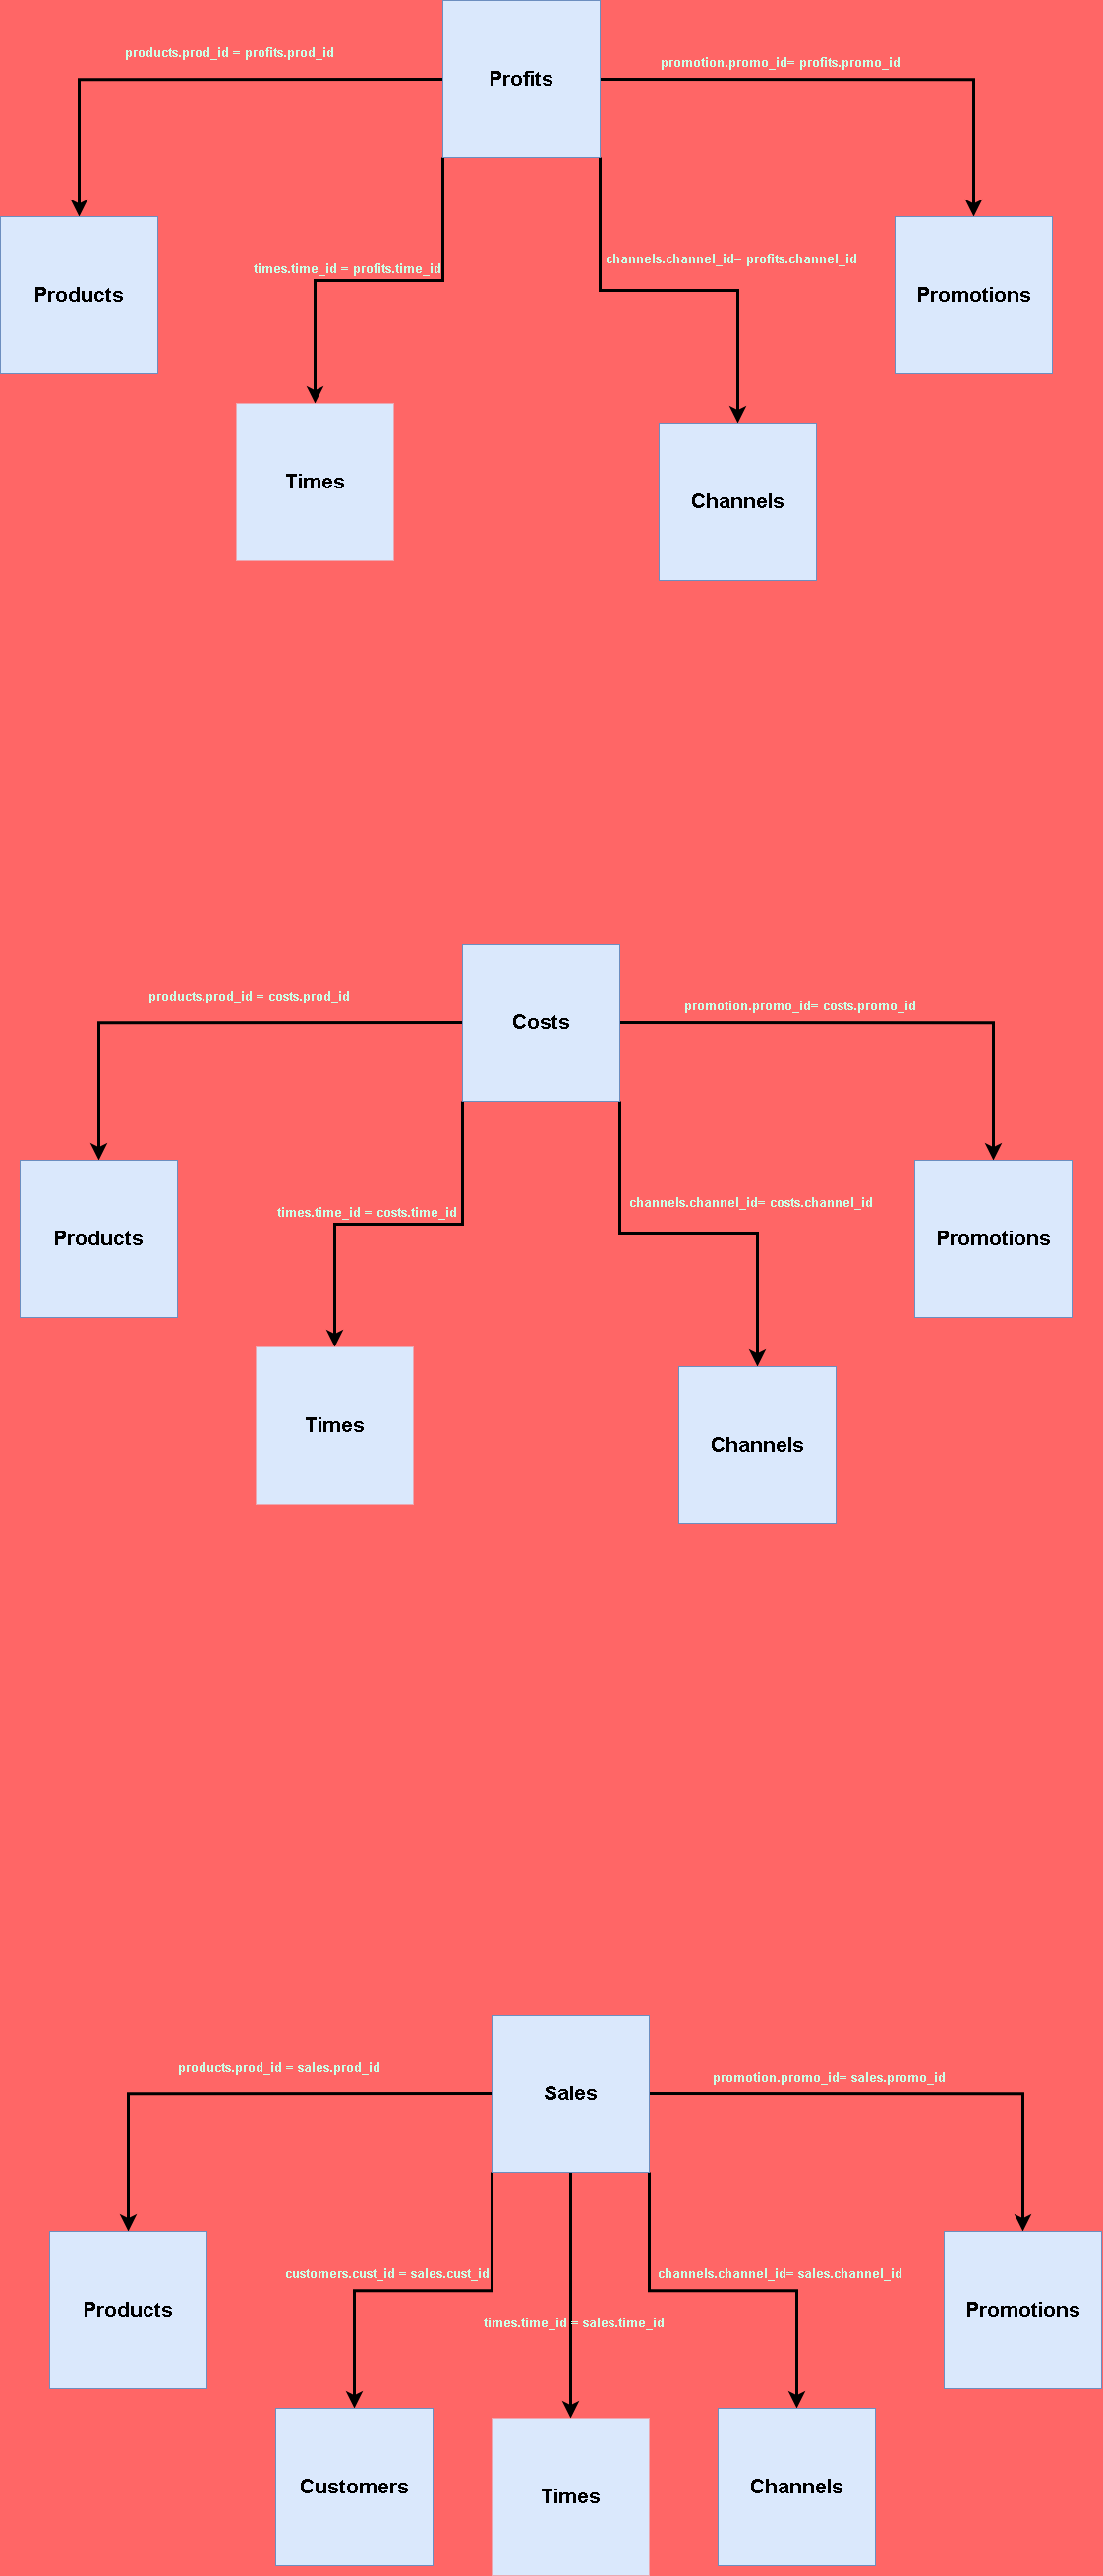 products.prod_id = profits.prod_id
promotion.promo_id= profits.promo_id
Profits
times.time_id = profits.time_id
channels.channel_id= profits.channel_id
Products
Promotions
Times
Channels
products.prod_id = costs.prod_id
promotion.promo_id= costs.promo_id
Costs
times.time_id = costs.time_id
channels.channel_id= costs.channel_id
Products
Promotions
Times
Channels
products.prod_id = sales.prod_id
promotion.promo_id= sales.promo_id
Sales
customers.cust_id = sales.cust_id
channels.channel_id= sales.channel_id
times.time_id = sales.time_id
Products
Promotions
Customers
Times
Channels